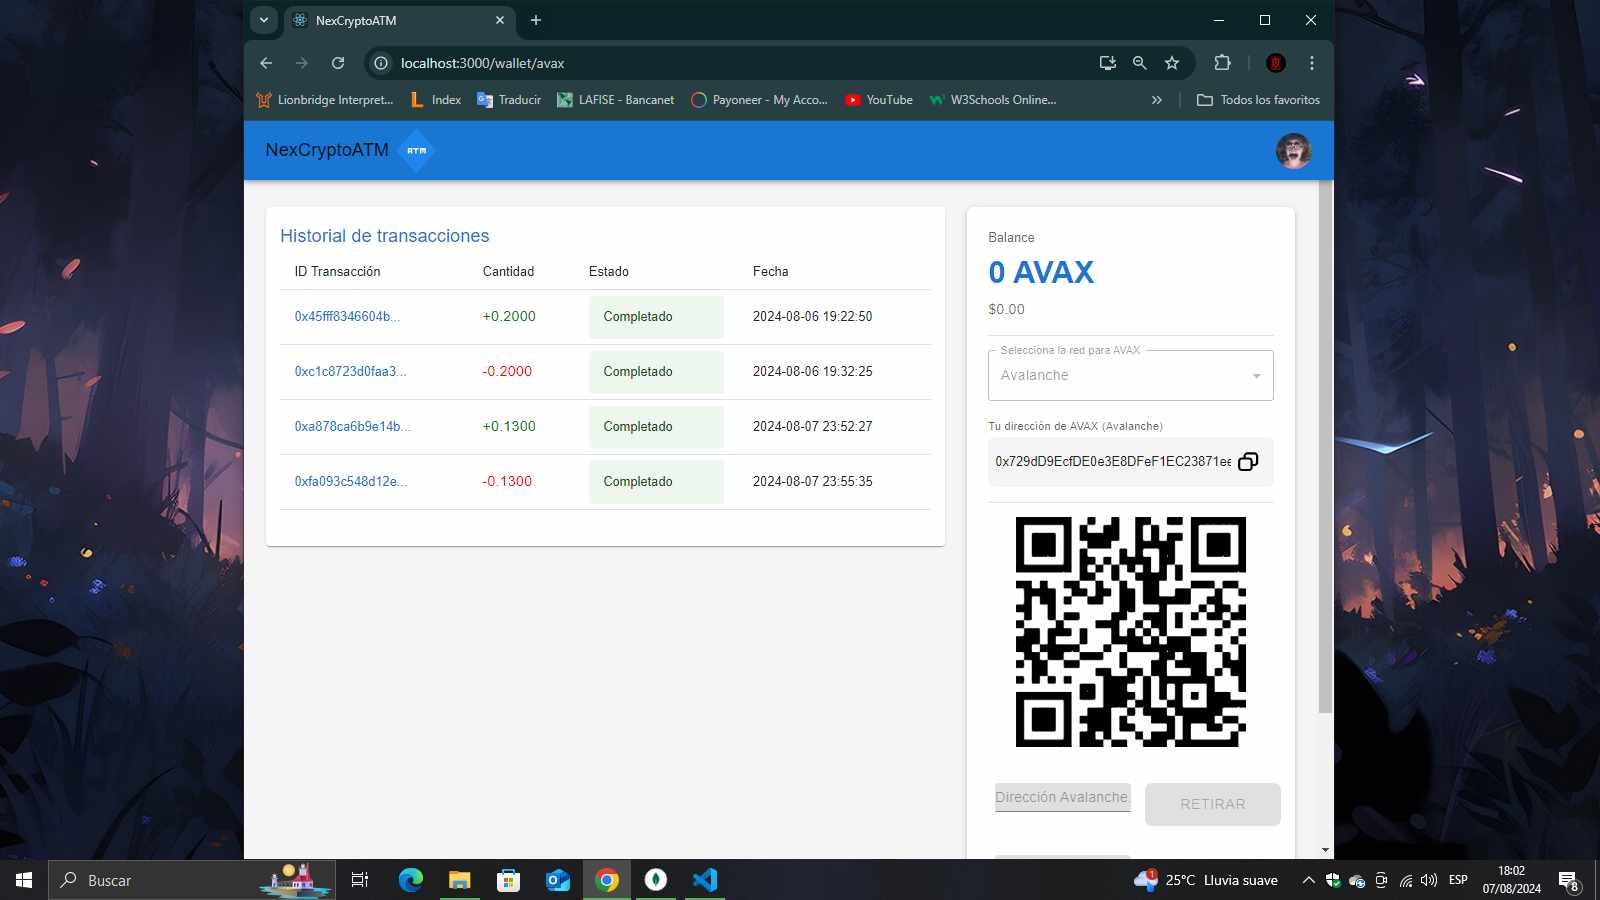 NexCryptoATM
localhost:3000/wallet/avax
Lionbridge Interpret...
Index
Traducir
LAFISE - Bancanet
Payoneer - My Acco...
YouTube
W3Schools Online...
»
Todos los favoritos
NexCryptoATM
ATM
Historial de transacciones
ID Transacción Cantidad Estado Fecha
0x45fff8346604b... +0.2000 Completado 2024-08-06 19:22:50
0xc1c8723d0faa3... -0.2000 Completado 2024-08-06 19:32:25
0xa878ca6b9e14b... +0.1300 Completado 2024-08-07 23:52:27
0xfa093c548d12e... -0.1300 Completado 2024-08-07 23:55:35
Balance
0 AVAX
$0.00
Selecciona la red para AVAX
Avalanche
Tu dirección de AVAX (Avalanche)
0x729dD9EcfDE0e3E8DFeF1EC23871ee
Dirección Avalanche
RETIRAR
Buscar
1
25°C Lluvia suave
ESP
18:02
07/08/2024
8